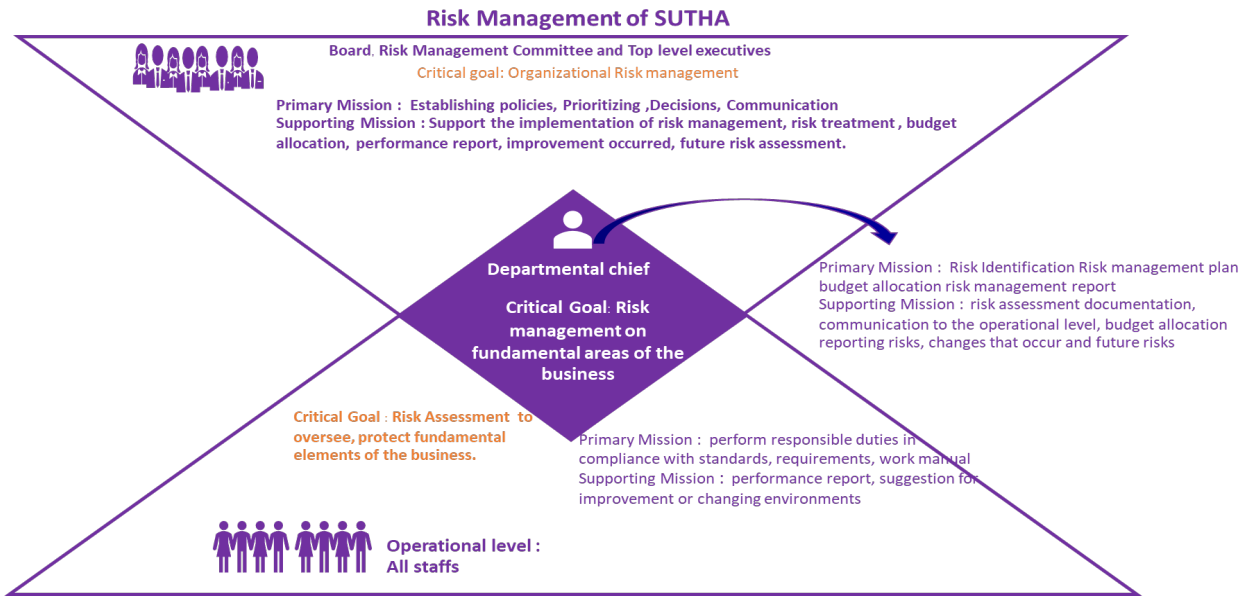 Risk Management of SUTHA
Board, Risk Management Committee and Top level executives
Critical goal: Organizational Risk management
Primary Mission : Establishing policies, Prioritizing ,Decisions, Communication
Supporting Mission : Support the implementation of risk management, risk treatment , budget
allocation, performance report, improvement occurred, future risk assessment.
Departmental chief
Critical Goal: Risk
management on
fundamental areas of the
business
Primary Mission : Risk Identification Risk management plan
budget allocation risk management report
Supporting Mission : risk assessment documentation,
communication to the operational level, budget allocation
reporting risks, changes that occur and future risks
Critical Goal : Risk Assessment to
oversee, protect fundamental
elements of the business.
Primary Mission : perform responsible duties in
compliance with standards, requirements, work manual
Supporting Mission : performance report, suggestion for
improvement or changing environments
Operational level :
All staffs